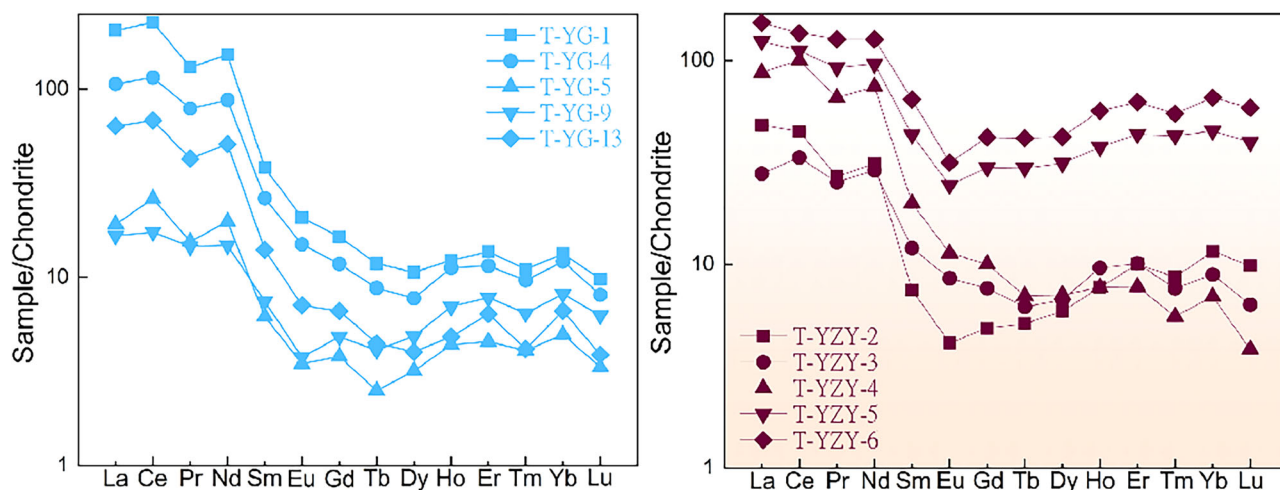 Sample/Chondrite
100
10
1
T-YG-1
T-YG-4
T-YG-5
T-YG-9
T-YG-13
La Ce Pr Nd Sm Eu Gd Tb Dy Ho Er Tm Yb Lu
Sample/Chondrite
100
10
1
T-YZY-2
T-YZY-3
T-YZY-4
T-YZY-5
T-YZY-6
La Ce Pr Nd Sm Eu Gd Tb Dy Ho Er Tm Yb Lu